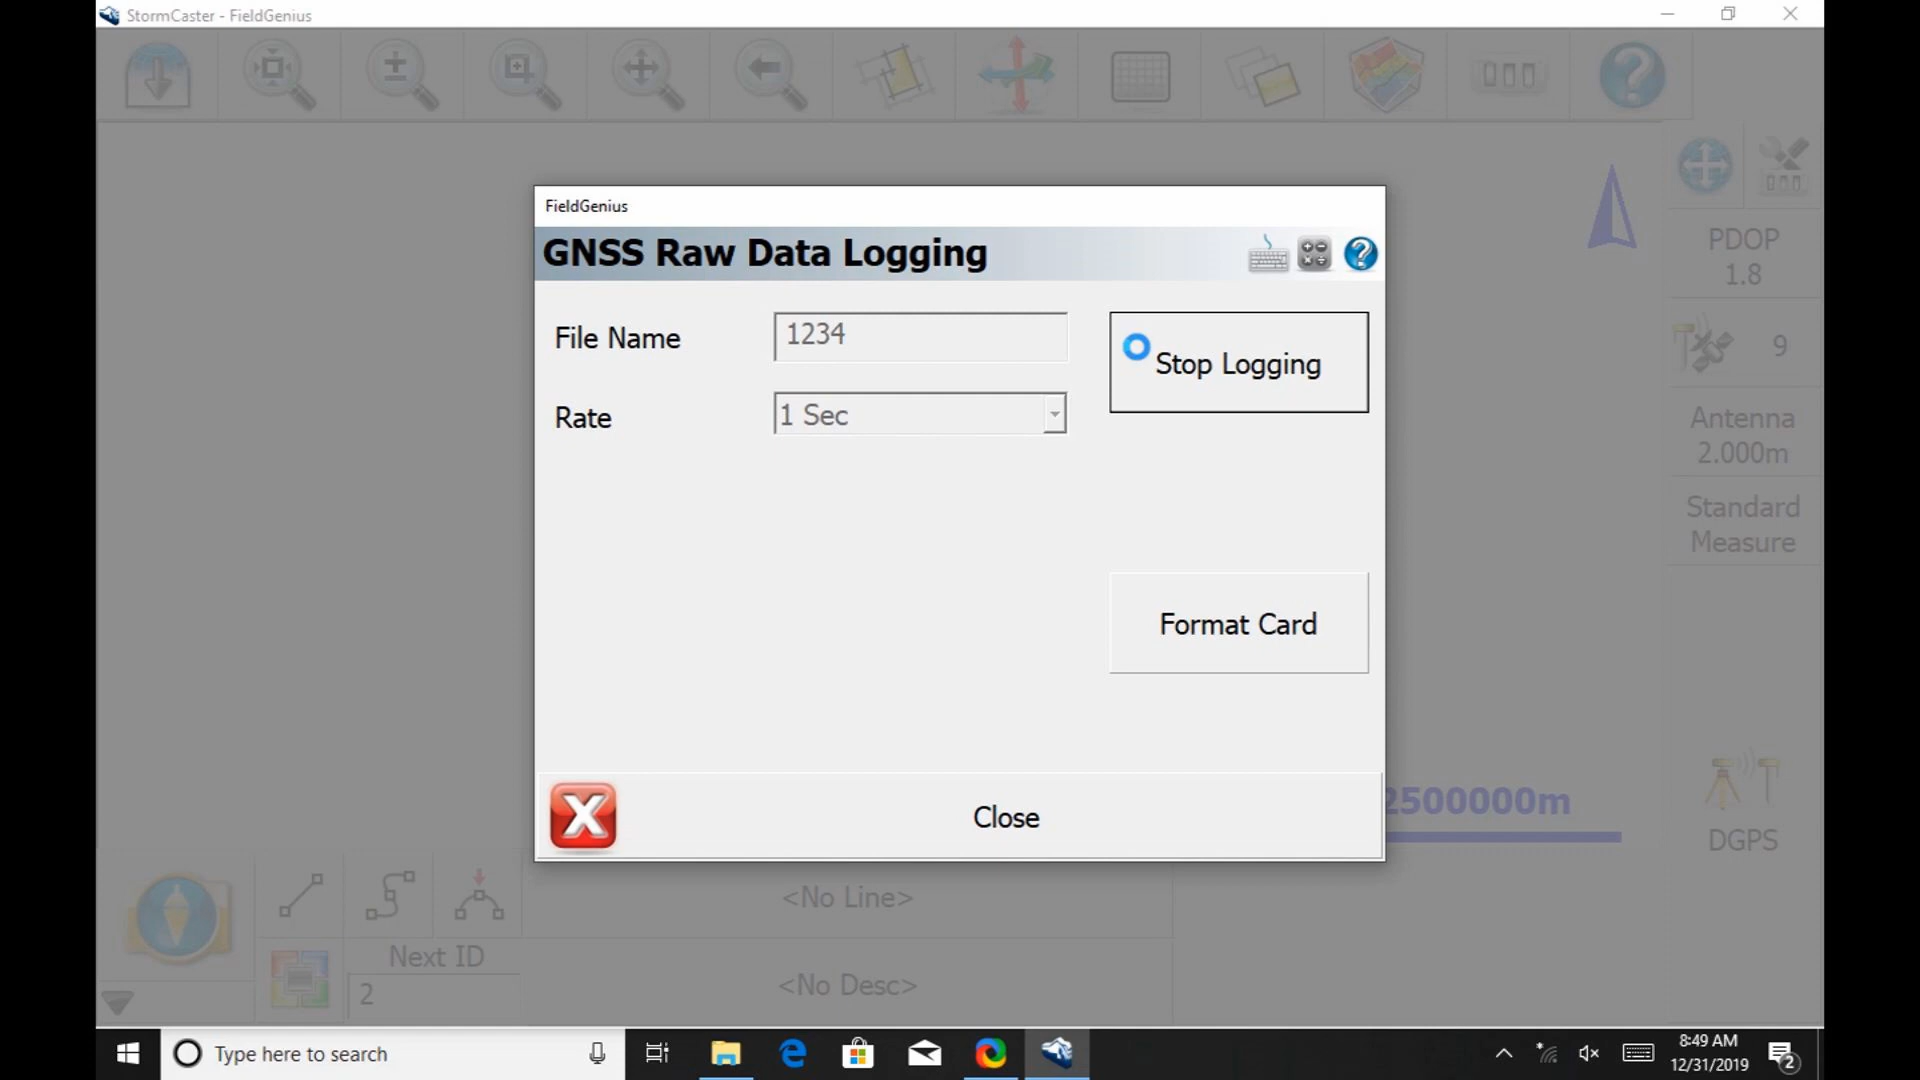 StormCaster - FieldGenius
PDOP
1.8
9
Antenna
2.000m
Standard
Measure
FieldGenius
GNSS Raw Data Logging
File Name
1234
Stop Logging
Rate
1 Sec
Format Card
Close
2500000m
DGPS
<No Line>
Next ID
2
<No Desc>
Type here to search
8:49 AM
12/31/2019
2